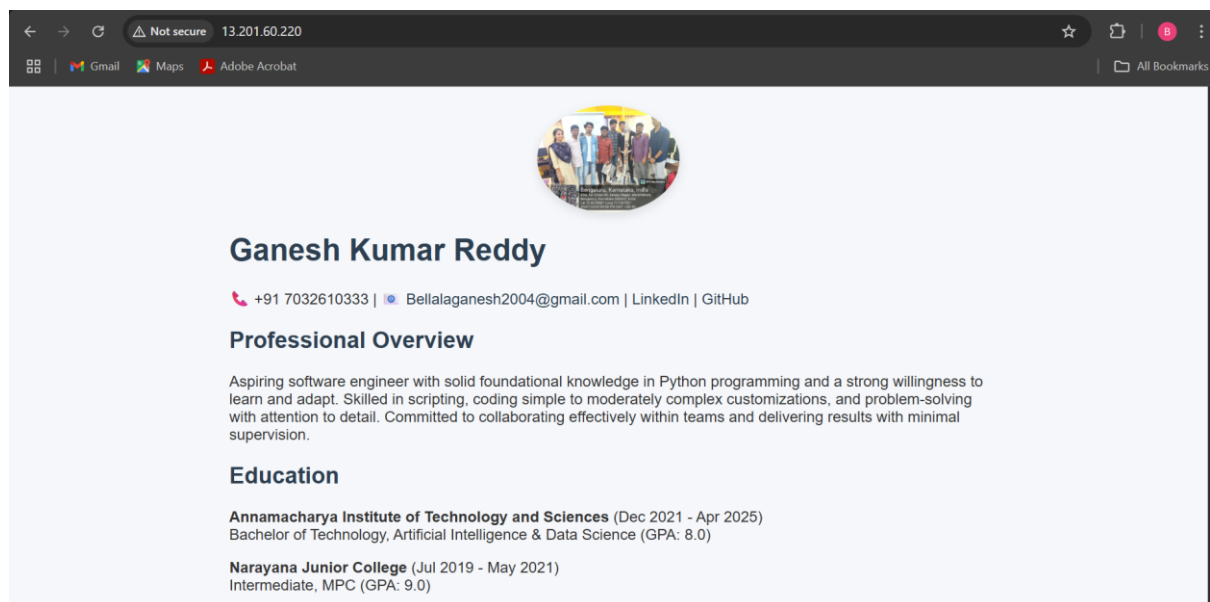 Not secure 13.201.60.220
B
Gmail Maps Adobe Acrobat All Bookmarks
Bengaluru, Karnataka, India
Ganesh Kumar Reddy
+91 7032610333 | Bellalaganesh2004@gmail.com | LinkedIn | GitHub
Professional Overview
Aspiring software engineer with solid foundational knowledge in Python programming and a strong willingness to
learn and adapt. Skilled in scripting, coding simple to moderately complex customizations, and problem-solving
with attention to detail. Committed to collaborating effectively within teams and delivering results with minimal
supervision.
Education
Annamacharya Institute of Technology and Sciences (Dec 2021 - Apr 2025)
Bachelor of Technology, Artificial Intelligence & Data Science (GPA: 8.0)
Narayana Junior College (Jul 2019 - May 2021)
Intermediate, MPC (GPA: 9.0)